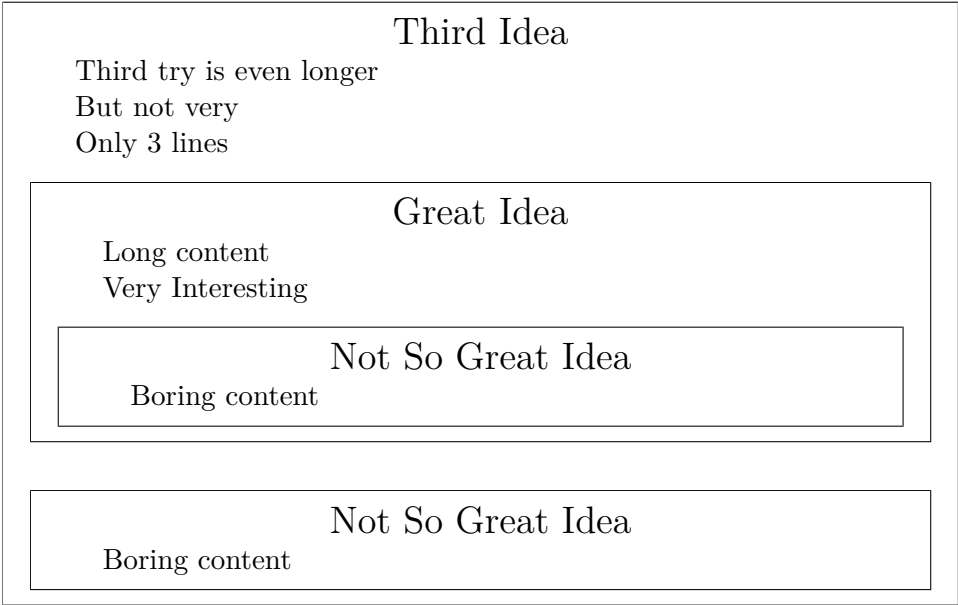 Third Idea
Third try is even longer
But not very
Only 3 lines
Great Idea
Long content
Very Interesting
Not So Great Idea
Boring content
Not So Great Idea
Boring content